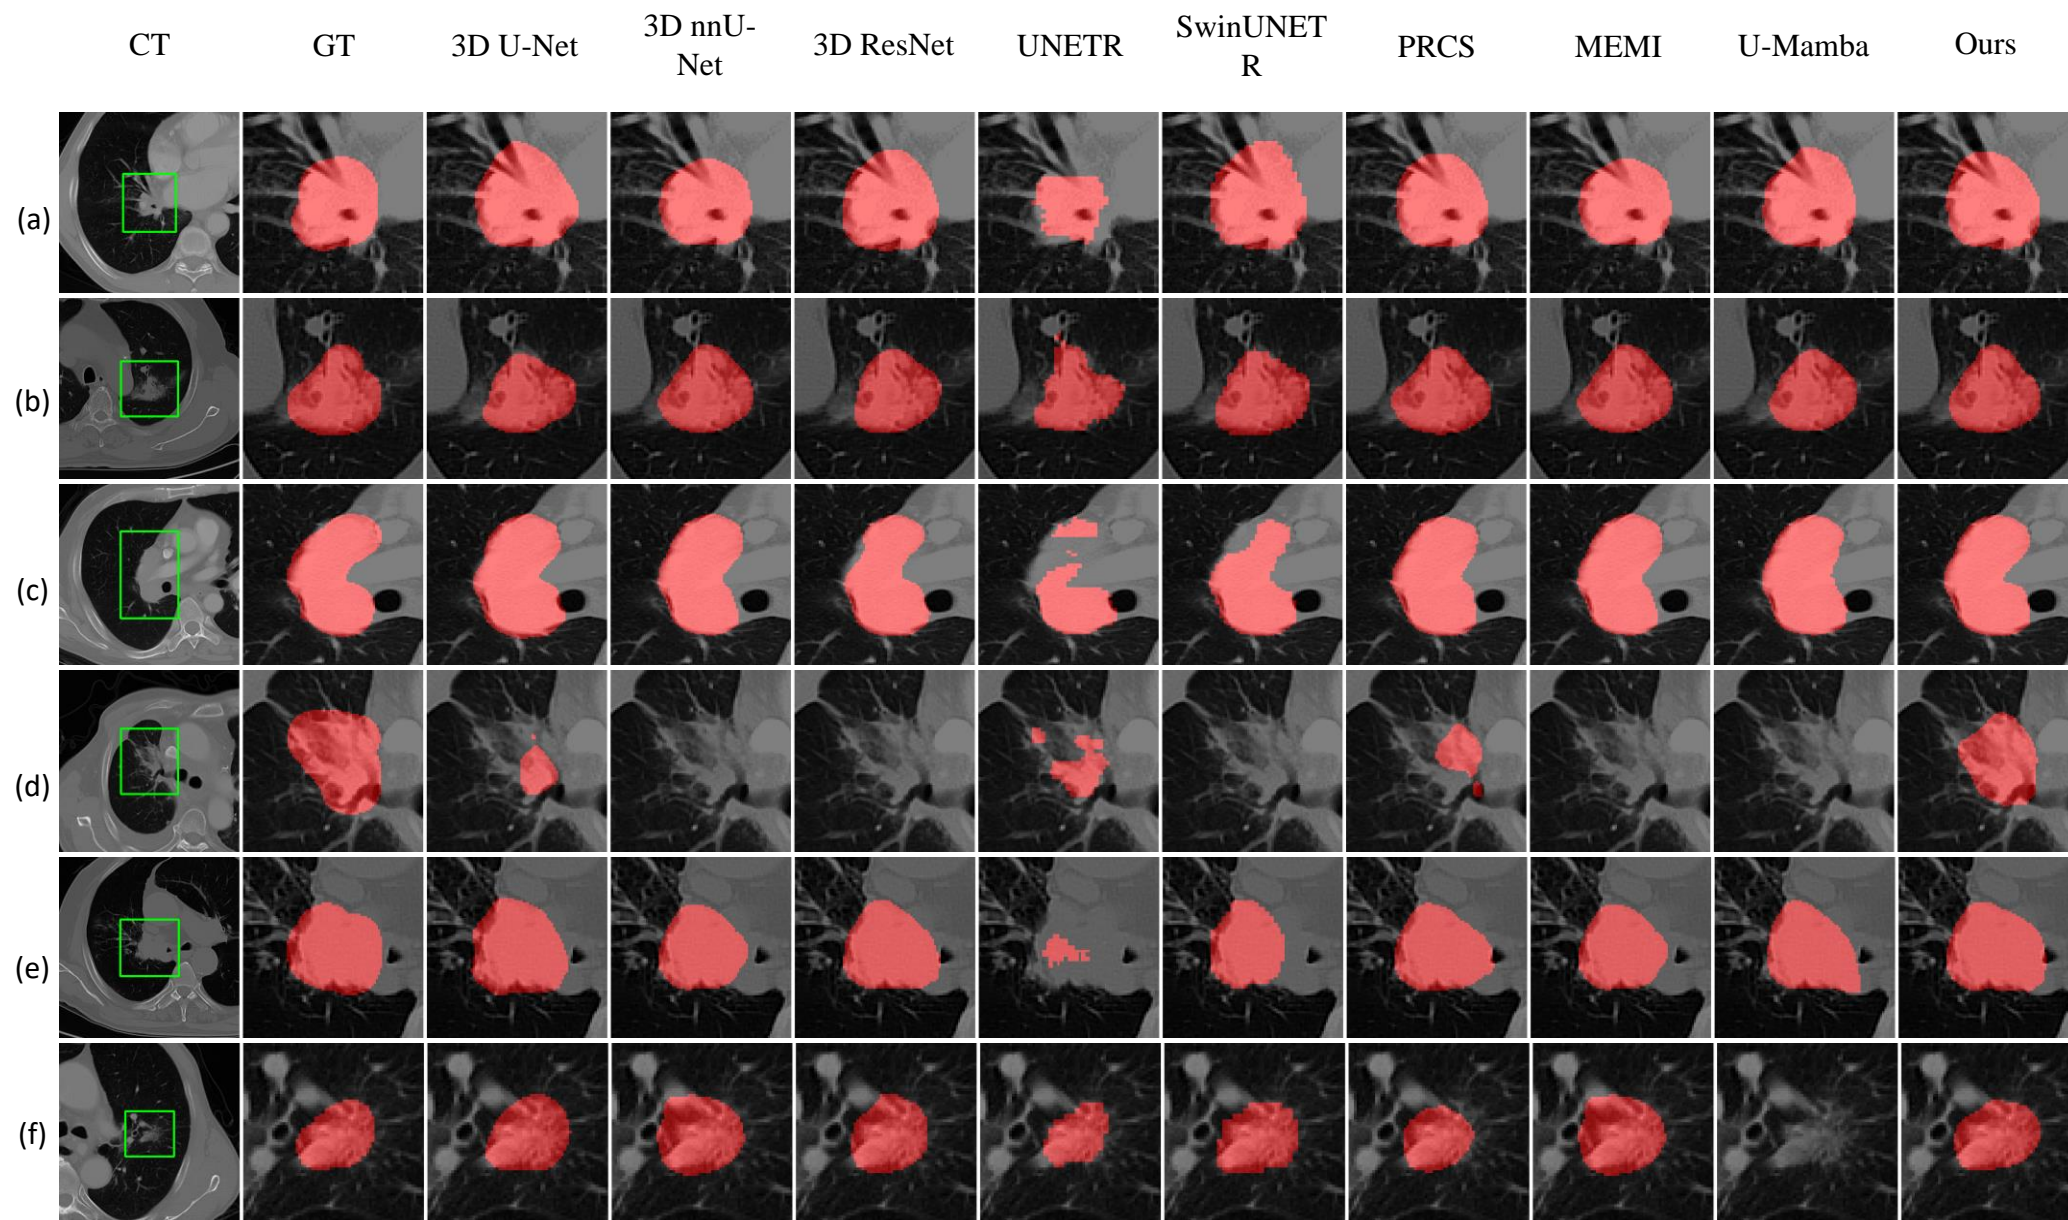 CT GT 3D U-Net 3D nnU-
Net 3D ResNet UNETR SwinUNET
R PRCS MEMI U-Mamba Ours
(a)
(b)
(c)
(d)
(e)
(f)